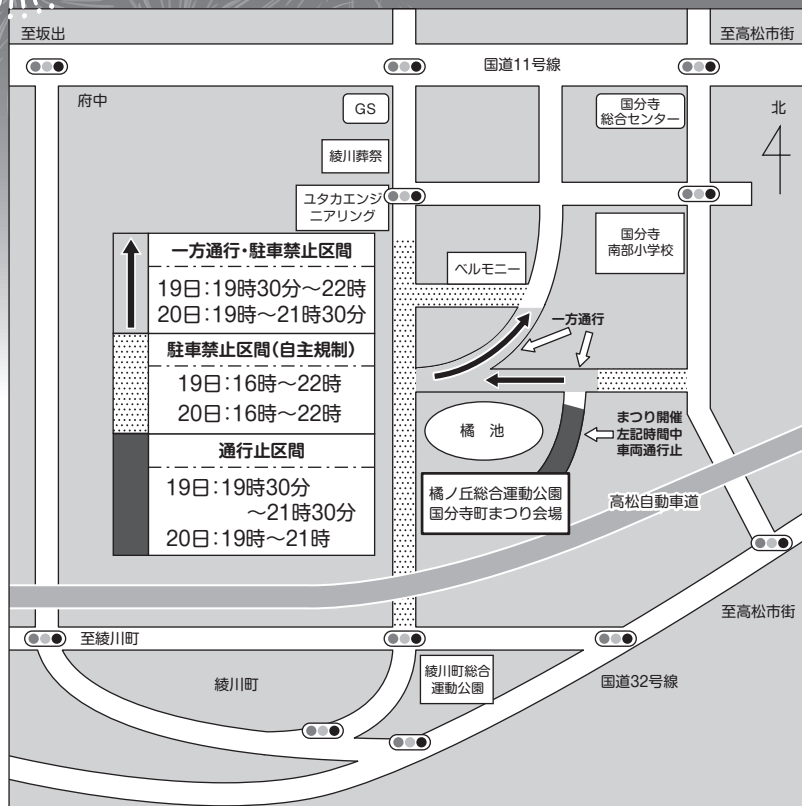 至坂出
至高松市街
国道11号線
府中
GS
国分寺
総合センター
北
綾川葬祭
ユタカエンジ
ニアリング
国分寺
南部小学校
ベルモニー
一方通行・駐車禁止区間
19日:19時30分〜22時
20日:19時〜21時30分
駐車禁止区間(自主規制)
19日:16時〜22時
20日:16時〜22時
通行止区間
19日:19時30分
〜21時30分
20日:19時〜21時
一方通行
橘 池
まつり開催
左記時間中
車両通行止
橘ノ丘総合運動公園
国分寺町まつり会場
高松自動車道
至高松市街
至綾川町
綾川町
綾川町総合
運動公園
国道32号線